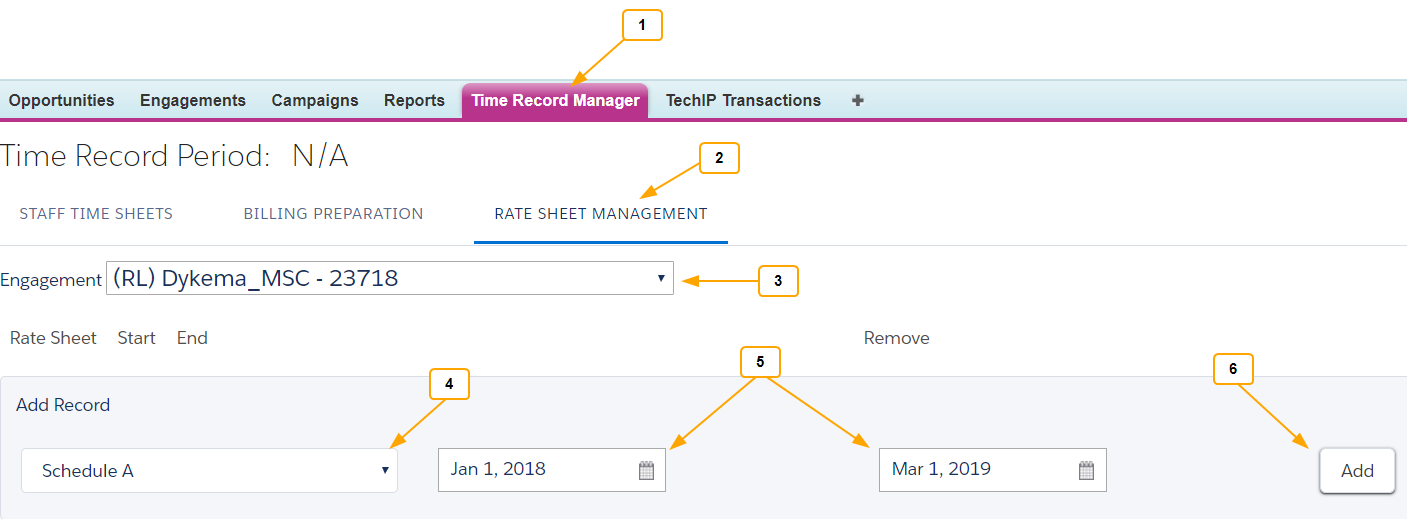 1
Opportunities Engagements Campaigns Reports Time Record Manager TechIP Transactions +
Time Record Period: N/A
2
STAFF TIME SHEETS BILLING PREPARATION RATE SHEET MANAGEMENT
Engagement (RL) Dykema_MSC - 23718
3
Rate Sheet Start End Remove
4 5 6
Add Record
Schedule A Jan 1, 2018 Mar 1, 2019 Add